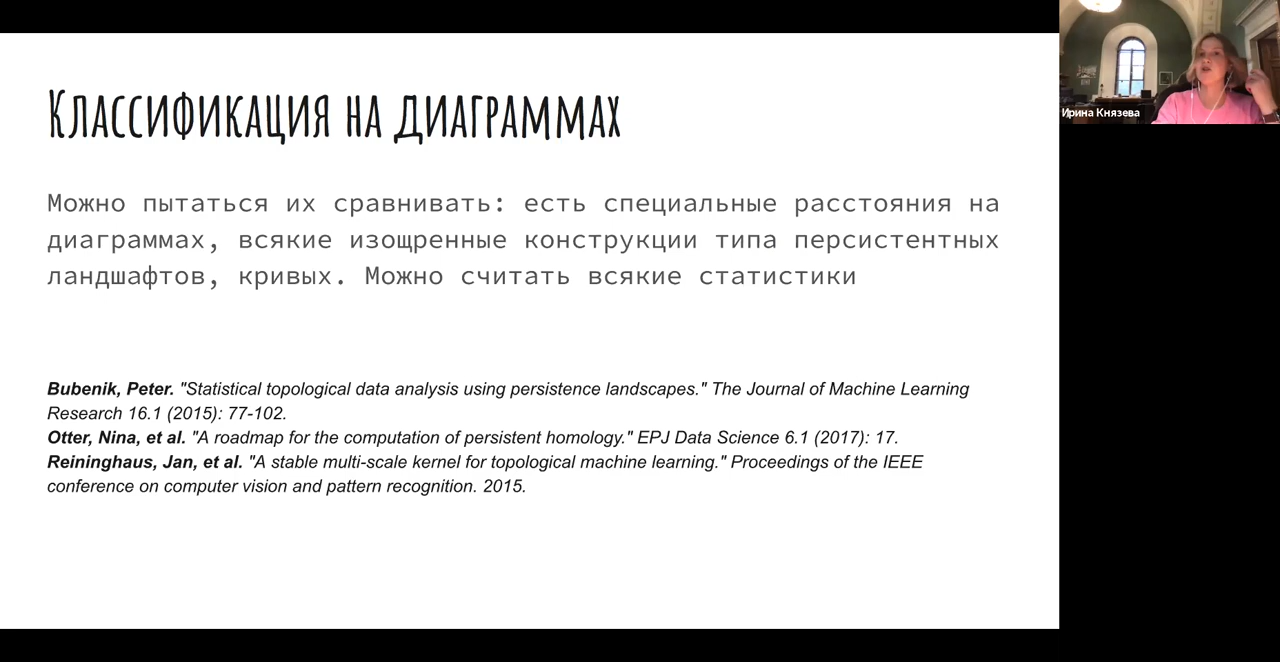 Классификация на диаграммах
Можно пытаться их сравнивать: есть специальные расстояния на
диаграммах, всякие изощренные конструкции типа персистентных
ландшафтов, кривых. Можно считать всякие статистики
Bubenik, Peter. "Statistical topological data analysis using persistence landscapes." The Journal of Machine Learning
Research 16.1 (2015): 77-102.
Otter, Nina, et al. "A roadmap for the computation of persistent homology." EPJ Data Science 6.1 (2017): 17.
Reininghaus, Jan, et al. "A stable multi-scale kernel for topological machine learning." Proceedings of the IEEE
conference on computer vision and pattern recognition. 2015.
Ирина Князева